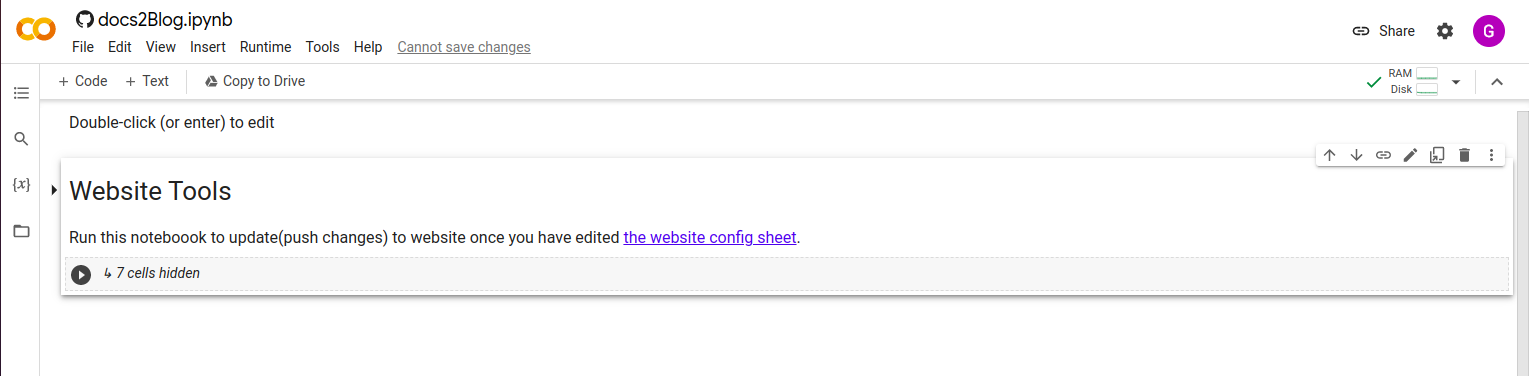 docs2Blog.ipynb
File Edit View Insert Runtime Tools Help Cannot save changes
Share
G
+ Code + Text Copy to Drive
RAM
Disk
Double-click (or enter) to edit
{x}
Website Tools
Run this noteboook to update(push changes) to website once you have edited the website config sheet.
↳ 7 cells hidden